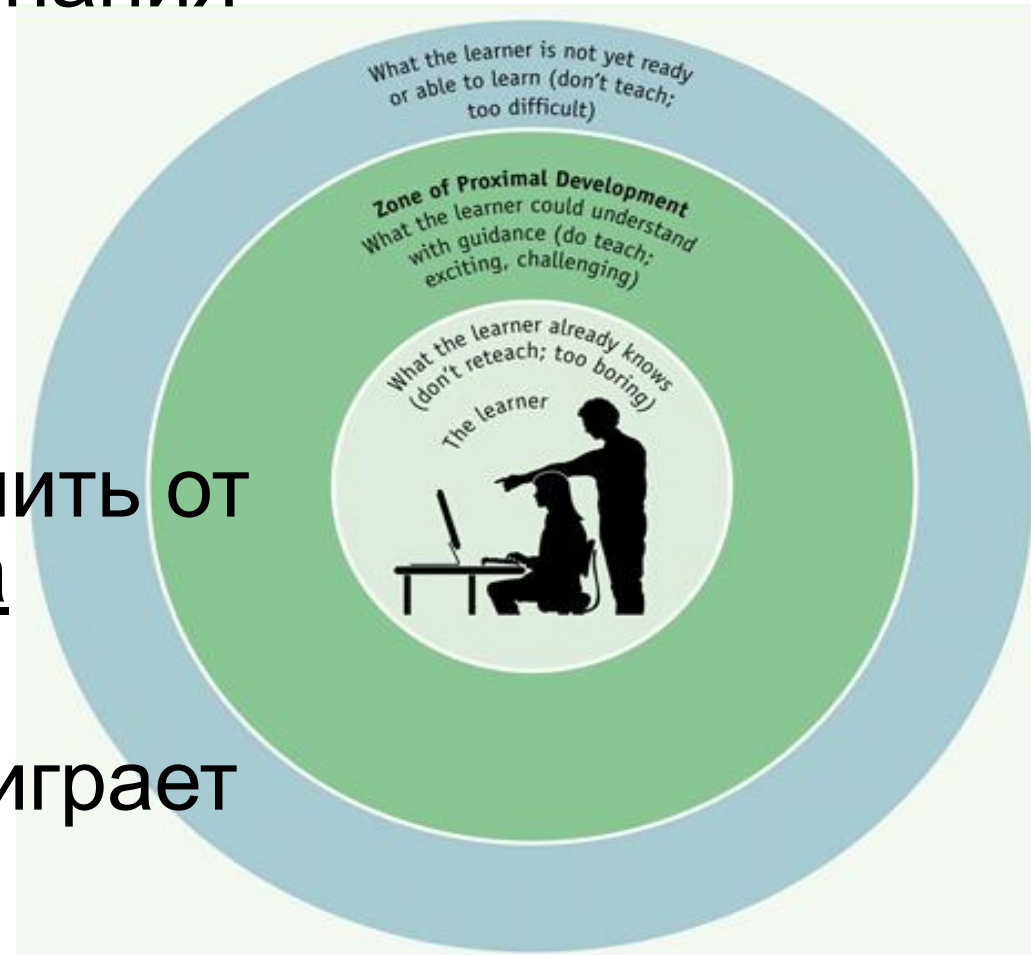 What the learner is not yet ready
or able to learn (don't teach;
too difficult)
Zone of Proximal Development
What the learner could understand
with guidance (do teach;
exciting, challenging)
What the learner already knows
(don't reteach; too boring)
The learner
ить от
а
играет